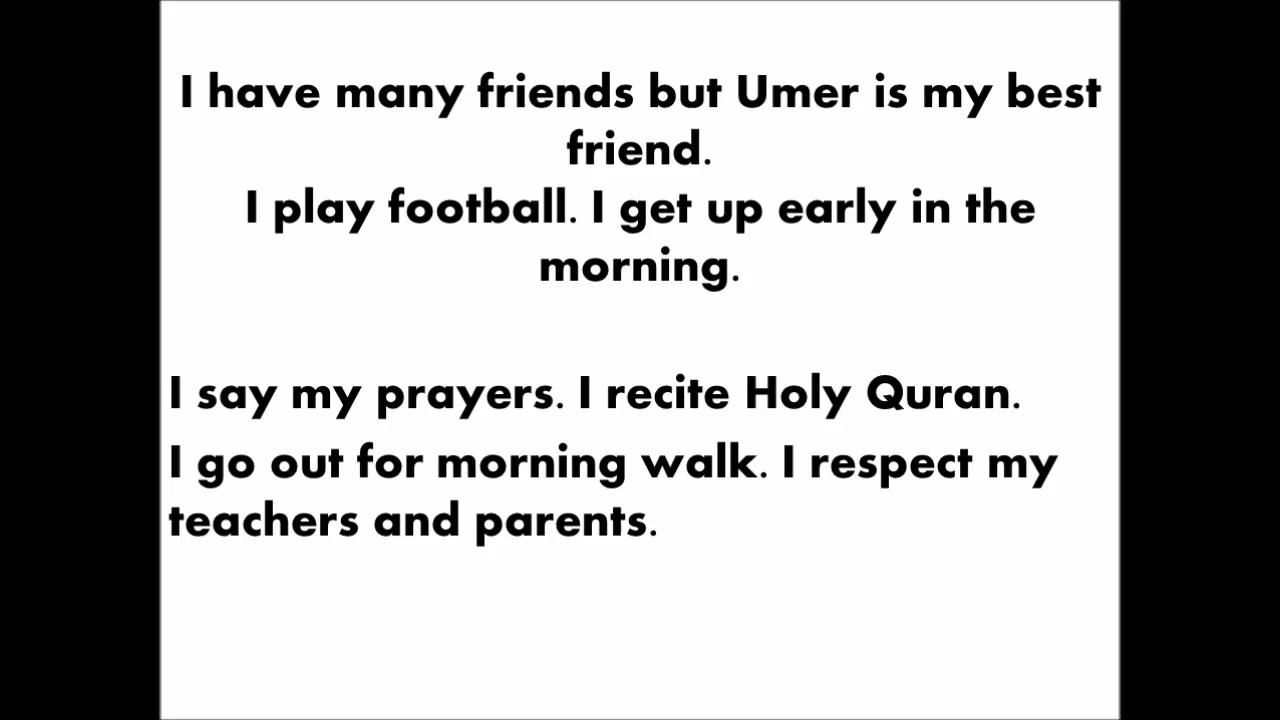 I have many friends but Umer is my best
friend.
I play football. I get up early in the
morning.
I say my prayers. I recite Holy Quran.
I go out for morning walk. I respect my
teachers and parents.